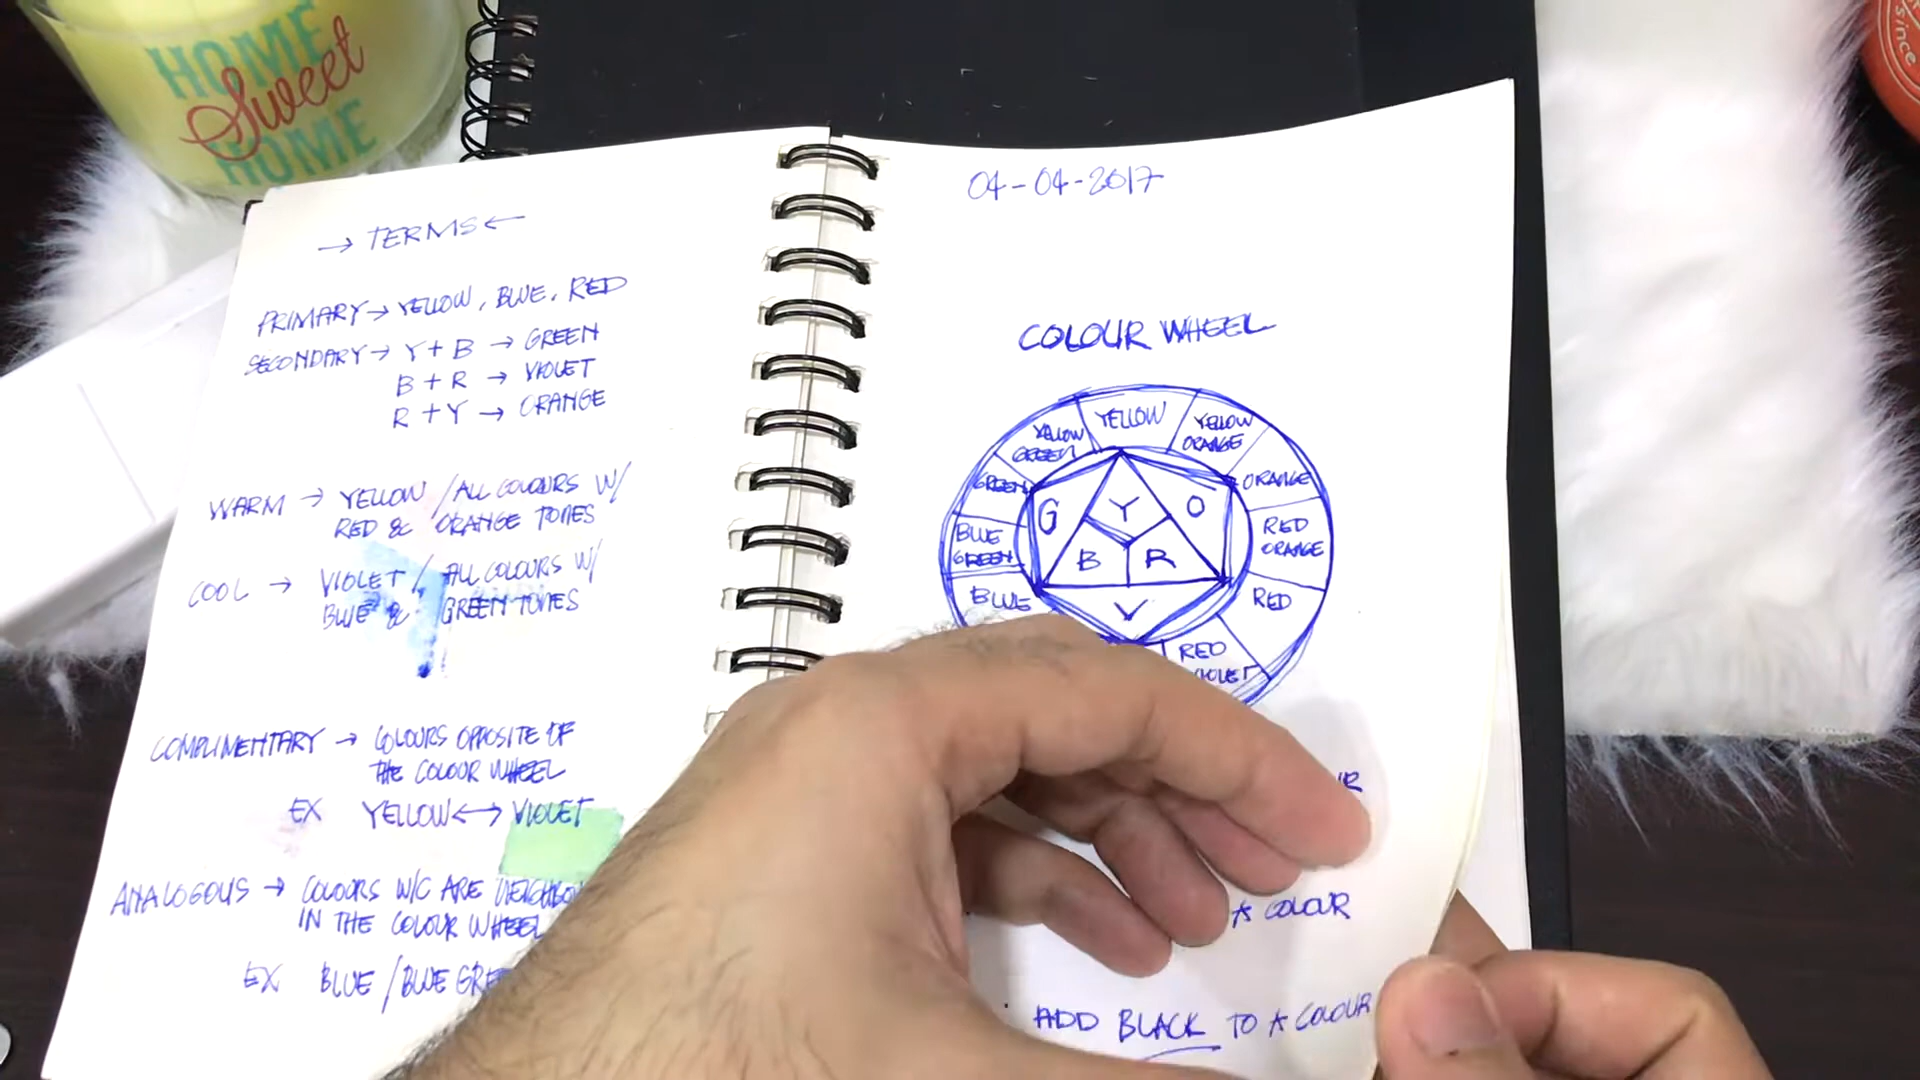 HOME
Sweet
HOME
since
→ TERMS ←
PRIMARY → YELLOW, BLUE, RED
SECONDARY → Y + B → GREEN
B + R → VIOLET
R + Y → ORANGE
WARM → YELLOW / ALL COLOURS W/
RED & ORANGE TONES
COOL → VIOLET / ALL COLOURS W/
BLUE & GREEN TONES
COMPLIMENTARY → COLOURS OPPOSITE OF
THE COLOUR WHEEL
EX YELLOW ↔ VIOLET
ANALOGOUS → COLOURS W/C ARE
IN THE COLOUR WHEEL
EX BLUE / BLUE
04-04-2017
COLOUR WHEEL
YELLOW
YELLOW
ORANGE
ORANGE
RED
ORANGE
RED
RED
VIOLET
BLUE
BLUE
GREEN
GREEN
YELLOW
GREEN
G
Y
O
B
R
V
A COLOUR
ADD BLACK TO A COLOUR